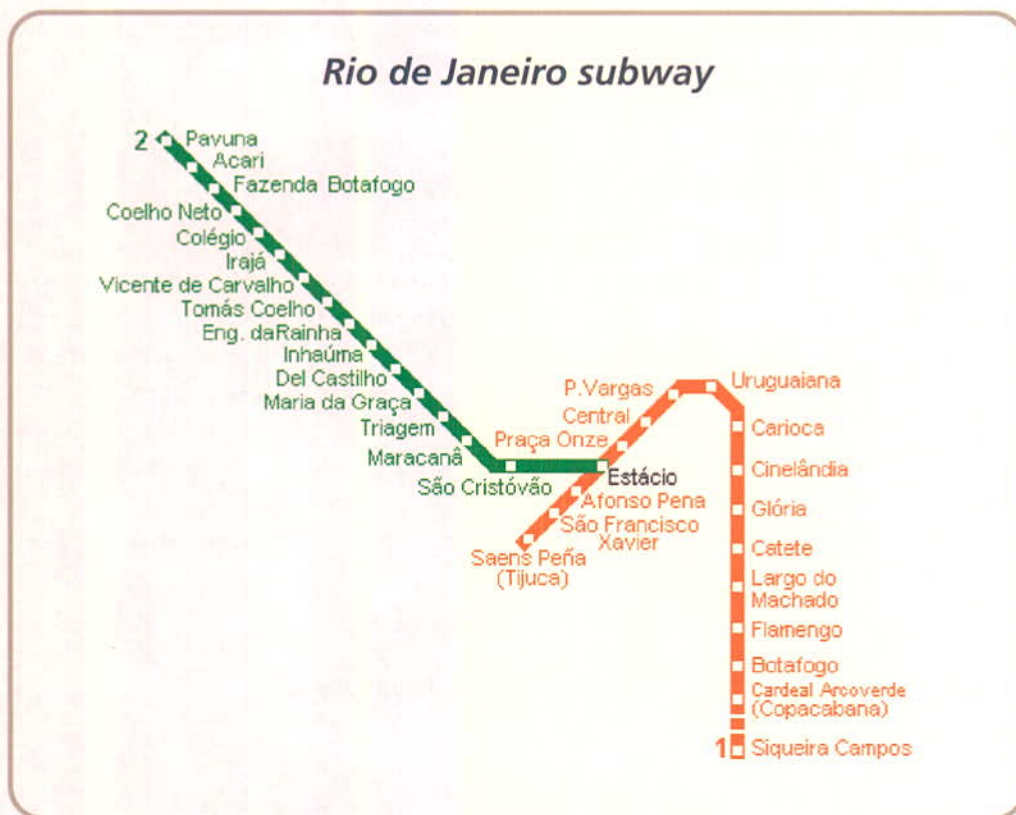 Rio de Janeiro subway
2
Pavuna
Acari
Fazenda Botafogo
Coelho Neto
Colégio
Irajá
Vicente de Carvalho
Tomás Coelho
Eng. daRainha
Inhaúma
Del Castilho
Maria da Graça
Triagem
Maracanâ
São Cristóvão
Estácio
Praça Onze
Central
P.Vargas
Uruguaiana
Carioca
Cinelândia
Glória
Catete
Largo do
Machado
Flamengo
Botafogo
Cardeal Arcoverde
(Copacabana)
1
Siqueira Campos
Afonso Pena
São Francisco
Xavier
Saens Peña
(Tijuca)